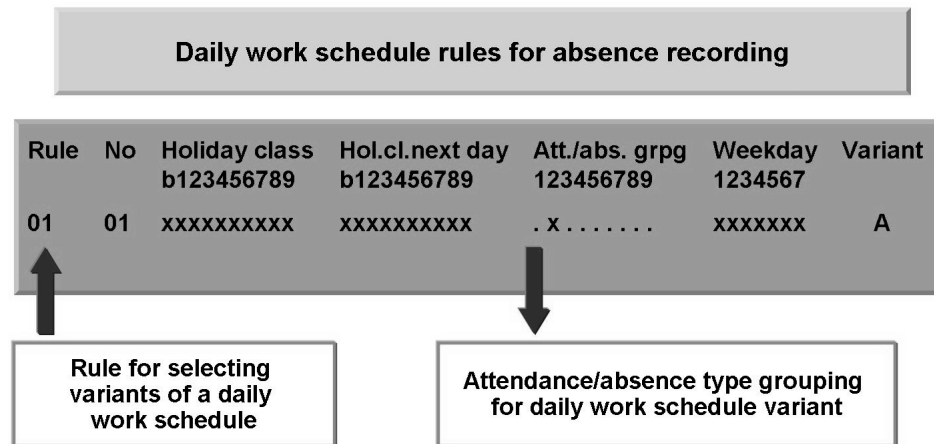 Daily work schedule rules for absence recording
Rule No Holiday class Hol.cl.next day Att./abs. grpg Weekday Variant
b123456789 b123456789 123456789 1234567
01 01 xxxxxxxxxx xxxxxxxxxx . x . . . . . . . xxxxxxx A
Rule for selecting
variants of a daily
work schedule
Attendance/absence type grouping
for daily work schedule variant